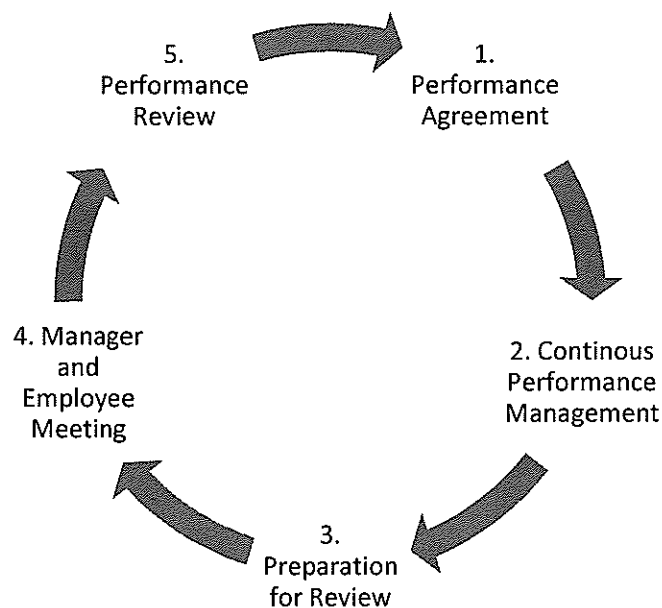 1.
Performance
Agreement
2. Continous
Performance
Management
3.
Preparation
for Review
4. Manager
and
Employee
Meeting
5.
Performance
Review